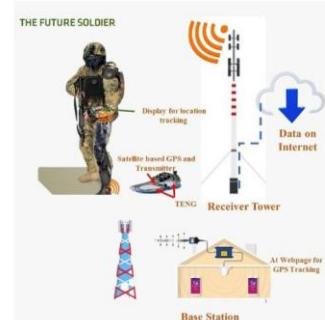 THE FUTURE SOLDIER
Display for location
tracking
Satellite based GPS and
Transmitter
TENG
Receiver Tower
Data on
Internet
At Webpage for
GPS Tracking
Base Station